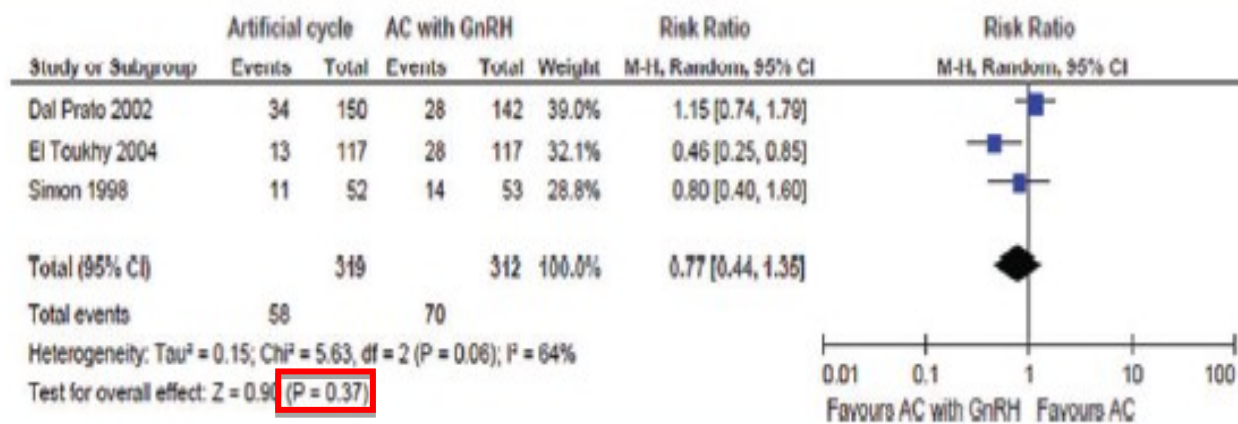 Artificial cycle AC with GnRH Risk Ratio Risk Ratio
Study or Subgroup Events Total Events Total Weight M-H, Random, 95% CI M-H, Random, 95% CI
Dal Prato 2002 34 150 28 142 39.0% 1.15 [0.74, 1.79]
El Toukhy 2004 13 117 28 117 32.1% 0.46 [0.25, 0.85]
Simon 1998 11 52 14 53 28.8% 0.80 [0.40, 1.60]
Total (95% CI) 319 312 100.0% 0.77 [0.44, 1.35]
Total events 58 70
Heterogeneity: Tau² = 0.15; Chi² = 5.63, df = 2 (P = 0.06); I² = 64%
Test for overall effect: Z = 0.90 (P = 0.37)
0.01 0.1 1 10 100
Favours AC with GnRH Favours AC